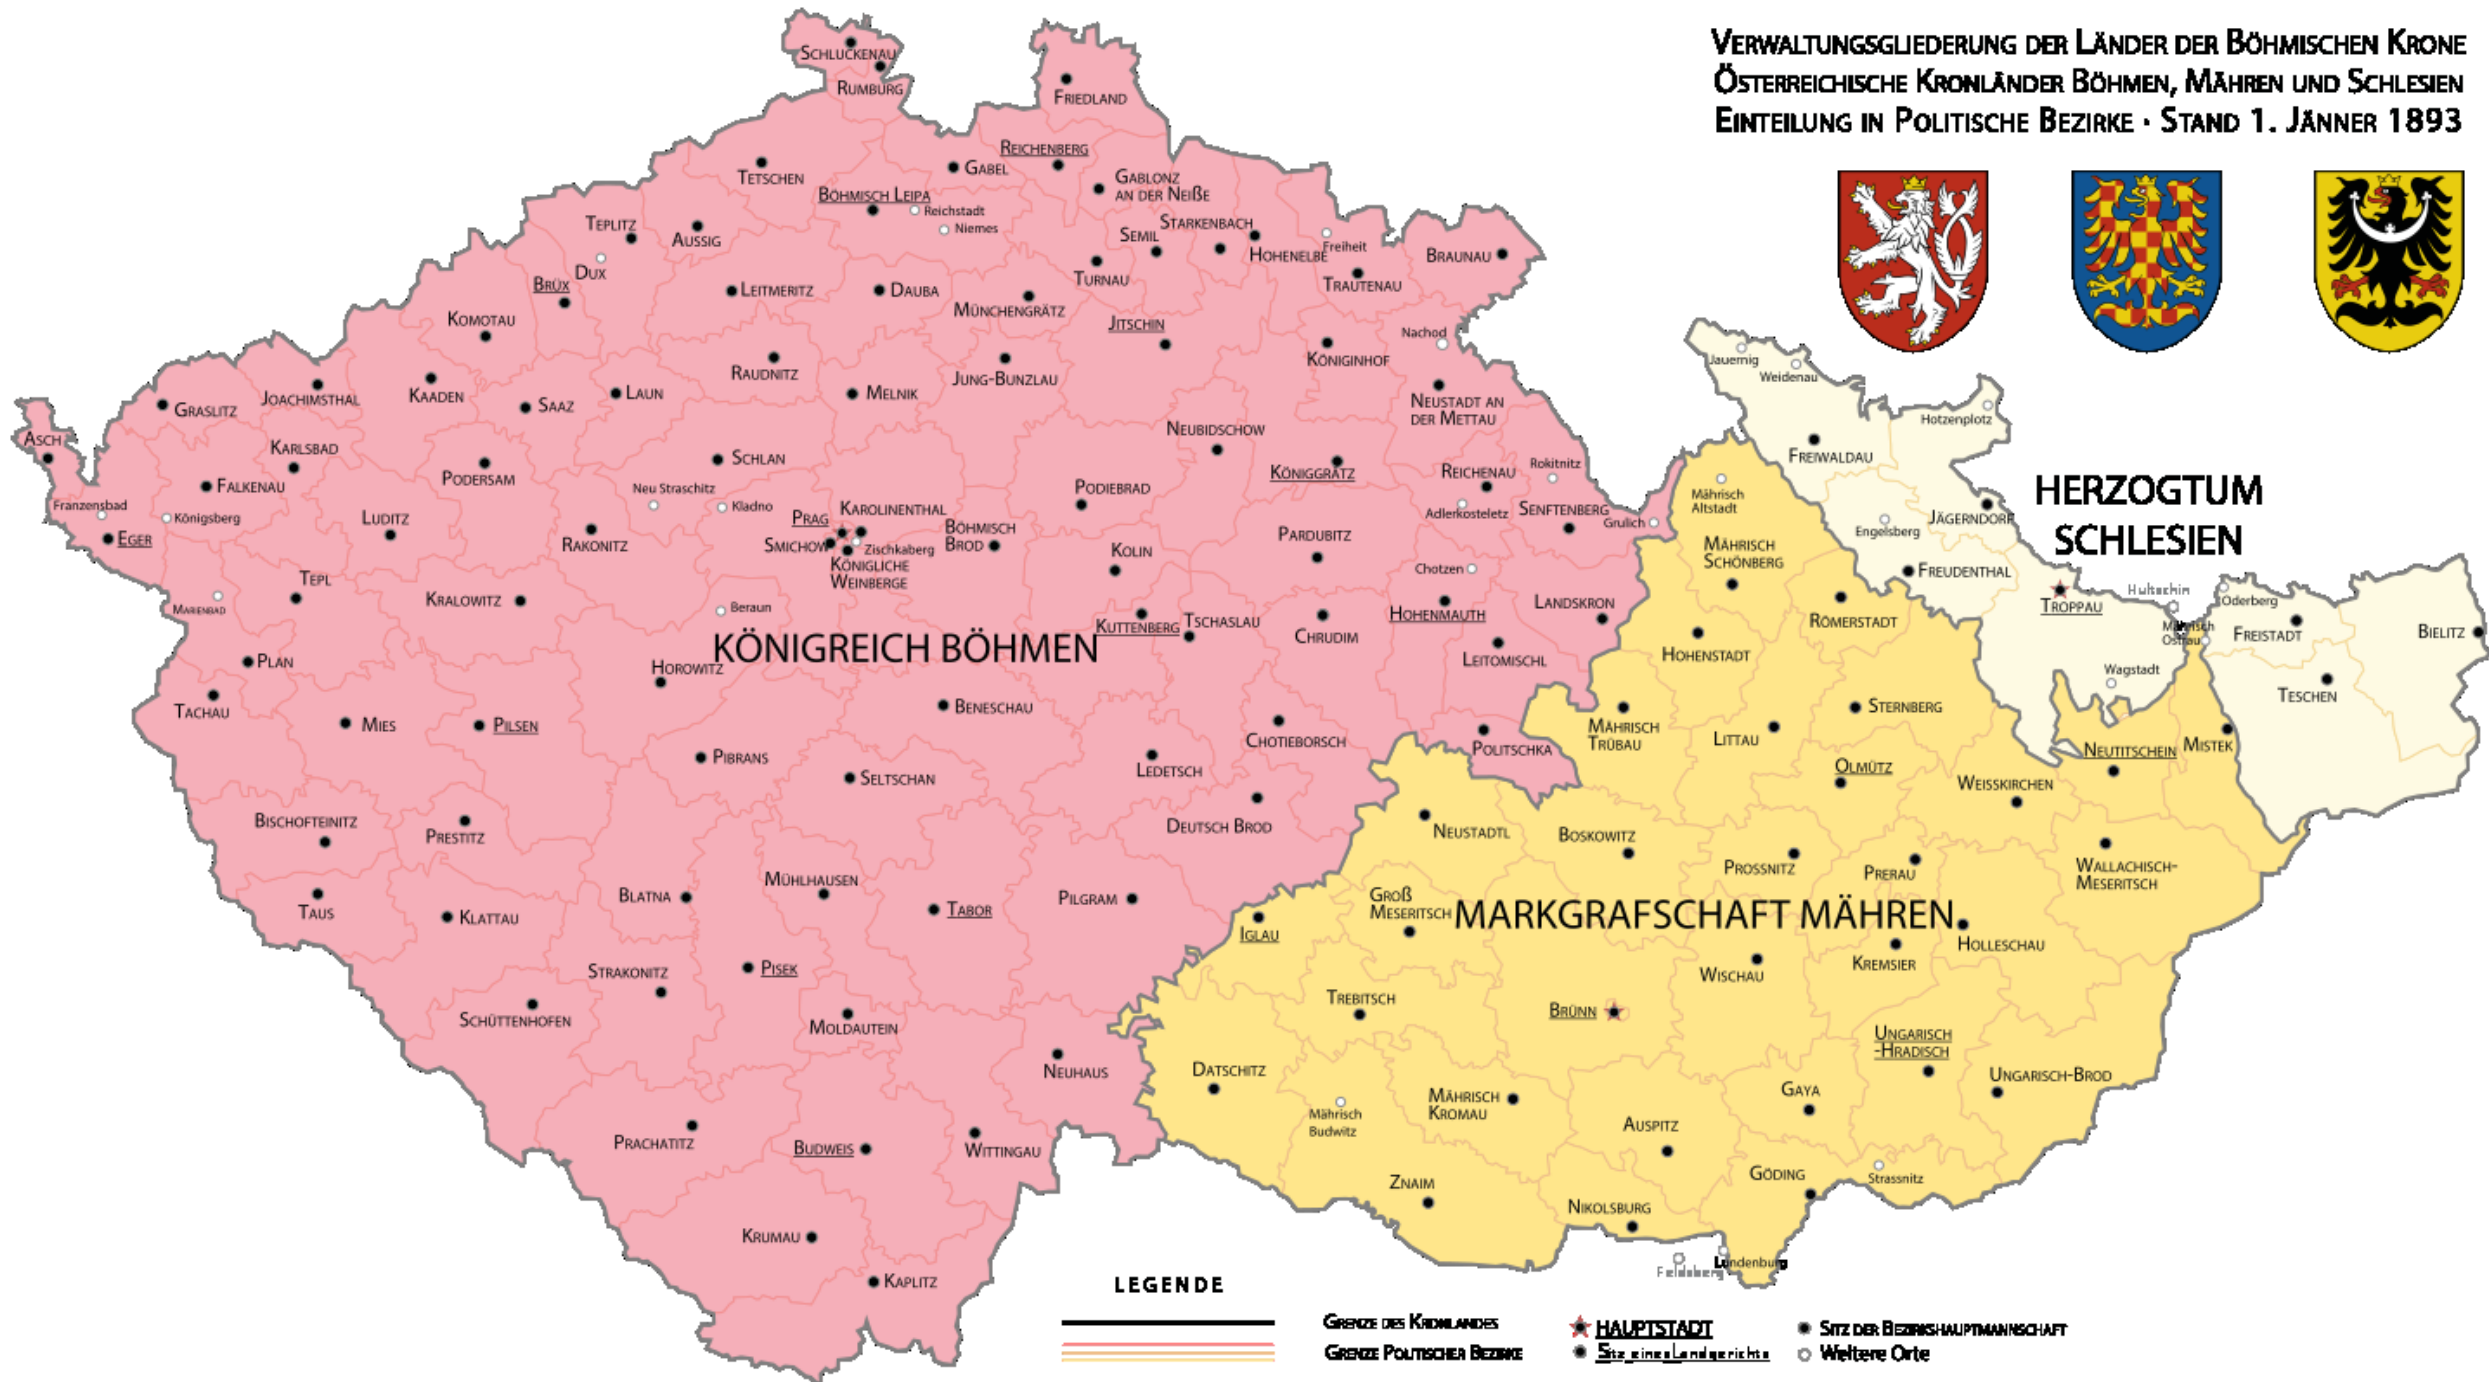 VERWALTUNGSGLIEDERUNG DER LÄNDER DER BÖHMISCHEN KRONE
ÖSTERREICHISCHE KRONLÄNDER BÖHMEN, MÄHREN UND SCHLESIEN
EINTEILUNG IN POLITISCHE BEZIRKE · STAND 1. JÄNNER 1893
SCHLUCKENAU
RUMBURG
FRIEDLAND
TETSCHEN
GABEL
REICHENBERG
GABLONZ
AN DER NEIßE
BÖHMISCH LEIPA
Reichstadt
Niemes
TEPLITZ
AUSSIG
DUX
BRÜX
SEMIL
STARKENBACH
HOHENELBE
Freiheit
TRAUTENAU
BRAUNAU
TURNAU
LEITMERITZ
DAUBA
MÜNCHENGRÄTZ
JITSCHIN
KOMOTAU
KÖNIGINHOF
Nachod
RAUDNITZ
JUNG-BUNZLAU
GRASLITZ
JOACHIMSTHAL
KAADEN
SAAZ
LAUN
MELNIK
NEUSTADT AN
DER METTAU
Jauernig
Weidenau
Hotzenplotz
ASCH
KARLSBAD
FALKENAU
PODERSAM
SCHLAN
NEUBIDSCHOW
KÖNIGGRÄTZ
REICHENAU
Rokitnitz
FREIWALDAU
HERZOGTUM
SCHLESIEN
Franzensbad
Königsberg
EGER
LUDITZ
RAKONITZ
Neu Straschitz
Kladno
PRAG
KAROLINENTHAL
SMICHOW
Zischkaberg
KÖNIGLICHE
WEINBERGE
BÖHMISCH
BROD
PODIEBRAD
KOLIN
PARDUBITZ
Adlerkosteletz
SENFTENBERG
Grulich
Mährisch
Altstadt
Engelsberg
JÄGERNDORF
MÄHRISCH
SCHÖNBERG
FREUDENTHAL
Chotzen
TEPL
MARIENBAD
KRALOWITZ
Beraun
KÖNIGREICH BÖHMEN
KUTTENBERG
TSCHASLAU
CHRUDIM
HOHENMAUTH
LANDSKRON
LEITOMISCHL
HOHENSTADT
RÖMERSTADT
TROPPAU
Hultschin
Oderberg
Mährisch
Ostrau
FREISTADT
BIELITZ
Wagstadt
TESCHEN
PLAN
TACHAU
MIES
PILSEN
HOROWITZ
BENESCHAU
PIBRANS
SELTSCHAN
LEDETSCH
CHOTIEBORSCH
POLITSCHKA
MÄHRISCH
TRÜBAU
LITTAU
STERNBERG
OLMÜTZ
WEISSKIRCHEN
NEUTITSCHEIN
MISTEK
BISCHOFTEINITZ
PRESTITZ
DEUTSCH BROD
NEUSTADTL
BOSKOWITZ
PROSSNITZ
PRERAU
WALLACHISCH-
MESERITSCH
TAUS
KLATTAU
BLATNA
MÜHLHAUSEN
TABOR
PILGRAM
IGLAU
GROß
MESERITSCH
MARKGRAFSCHAFT MÄHREN
HOLLESCHAU
KREMSIER
WISCHAU
SCHÜTTENHOFEN
STRAKONITZ
PISEK
MOLDAUTEIN
TREBITSCH
BRÜNN
UNGARISCH
-HRADISCH
UNGARISCH-BROD
NEUHAUS
DATSCHITZ
Mährisch
Budwitz
MÄHRISCH
KROMAU
AUSPITZ
GAYA
PRACHATITZ
BUDWEIS
WITTINGAU
ZNAIM
NIKOLSBURG
GÖDING
Strassnitz
KRUMAU
KAPLITZ
Feldsberg
Lundenburg
LEGENDE
GRENZE DES KRONLANDES
GRENZE POLITISCHER BEZIRKE
HAUPTSTADT
Sitz eines Landgerichts
SITZ DER BEZIRKSHAUPTMANNSCHAFT
Weitere Orte